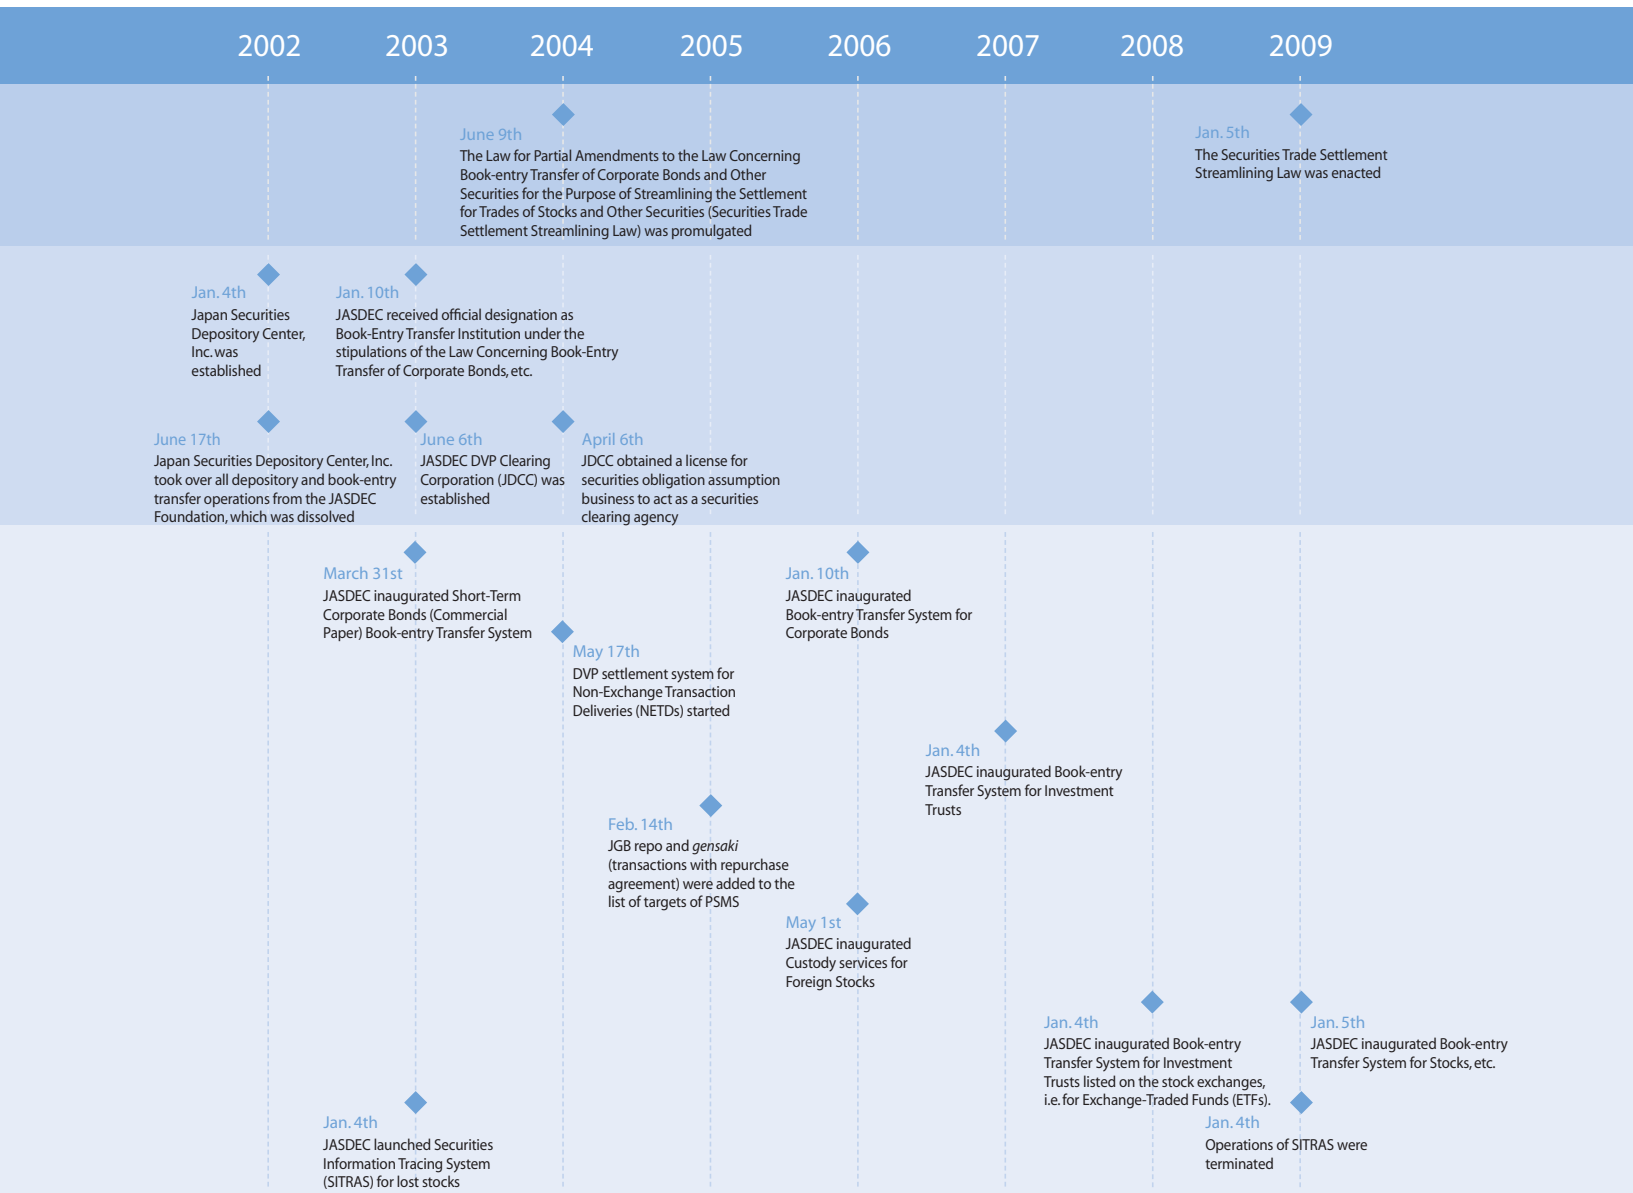 2002 2003 2004 2005 2006 2007 2008 2009
June 9th
The Law for Partial Amendments to the Law Concerning
Book-entry Transfer of Corporate Bonds and Other
Securities for the Purpose of Streamlining the Settlement
for Trades of Stocks and Other Securities (Securities Trade
Settlement Streamlining Law) was promulgated
Jan. 5th
The Securities Trade Settlement
Streamlining Law was enacted
Jan. 4th
Japan Securities
Depository Center,
Inc. was
established
Jan. 10th
JASDEC received official designation as
Book-Entry Transfer Institution under the
stipulations of the Law Concerning Book-Entry
Transfer of Corporate Bonds, etc.
June 17th
Japan Securities Depository Center, Inc.
took over all depository and book-entry
transfer operations from the JASDEC
Foundation, which was dissolved
June 6th
JASDEC DVP Clearing
Corporation (JDCC) was
established
April 6th
JDCC obtained a license for
securities obligation assumption
business to act as a securities
clearing agency
March 31st
JASDEC inaugurated Short-Term
Corporate Bonds (Commercial
Paper) Book-entry Transfer System
Jan. 10th
JASDEC inaugurated
Book-entry Transfer System for
Corporate Bonds
May 17th
DVP settlement system for
Non-Exchange Transaction
Deliveries (NETDs) started
Jan. 4th
JASDEC inaugurated Book-entry
Transfer System for Investment
Trusts
Feb. 14th
JGB repo and gensaki
(transactions with repurchase
agreement) were added to the
list of targets of PSMS
May 1st
JASDEC inaugurated
Custody services for
Foreign Stocks
Jan. 4th
JASDEC inaugurated Book-entry
Transfer System for Investment
Trusts listed on the stock exchanges,
i.e. for Exchange-Traded Funds (ETFs).
Jan. 5th
JASDEC inaugurated Book-entry
Transfer System for Stocks, etc.
Jan. 4th
JASDEC launched Securities
Information Tracing System
(SITRAS) for lost stocks
Jan. 4th
Operations of SITRAS were
terminated